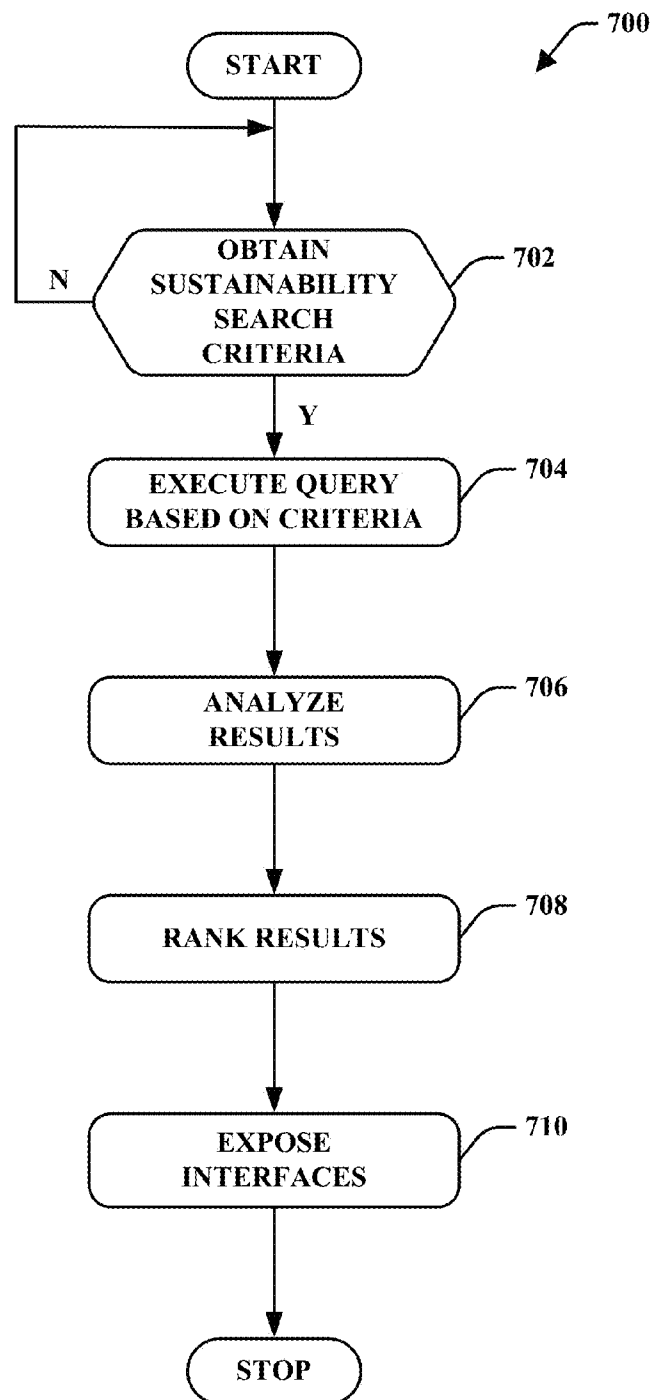 700
START
OBTAIN
SUSTAINABILITY
SEARCH
CRITERIA
702
N
Y
EXECUTE QUERY
BASED ON CRITERIA
704
ANALYZE
RESULTS
706
RANK RESULTS
708
EXPOSE
INTERFACES
710
STOP